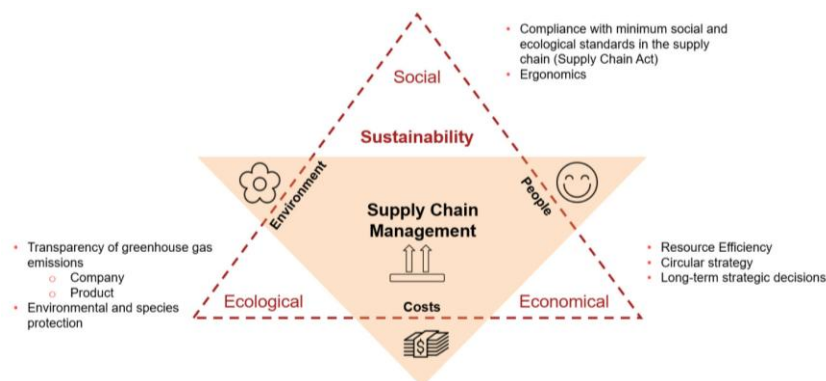 • Compliance with minimum social and
ecological standards in the supply
chain (Supply Chain Act)
• Ergonomics
Social
Sustainability
Environment
People
Supply Chain
Management
• Transparency of greenhouse gas
emissions
o Company
o Product
• Environmental and species
protection
• Resource Efficiency
• Circular strategy
• Long-term strategic decisions
Ecological
Costs
Economical
$